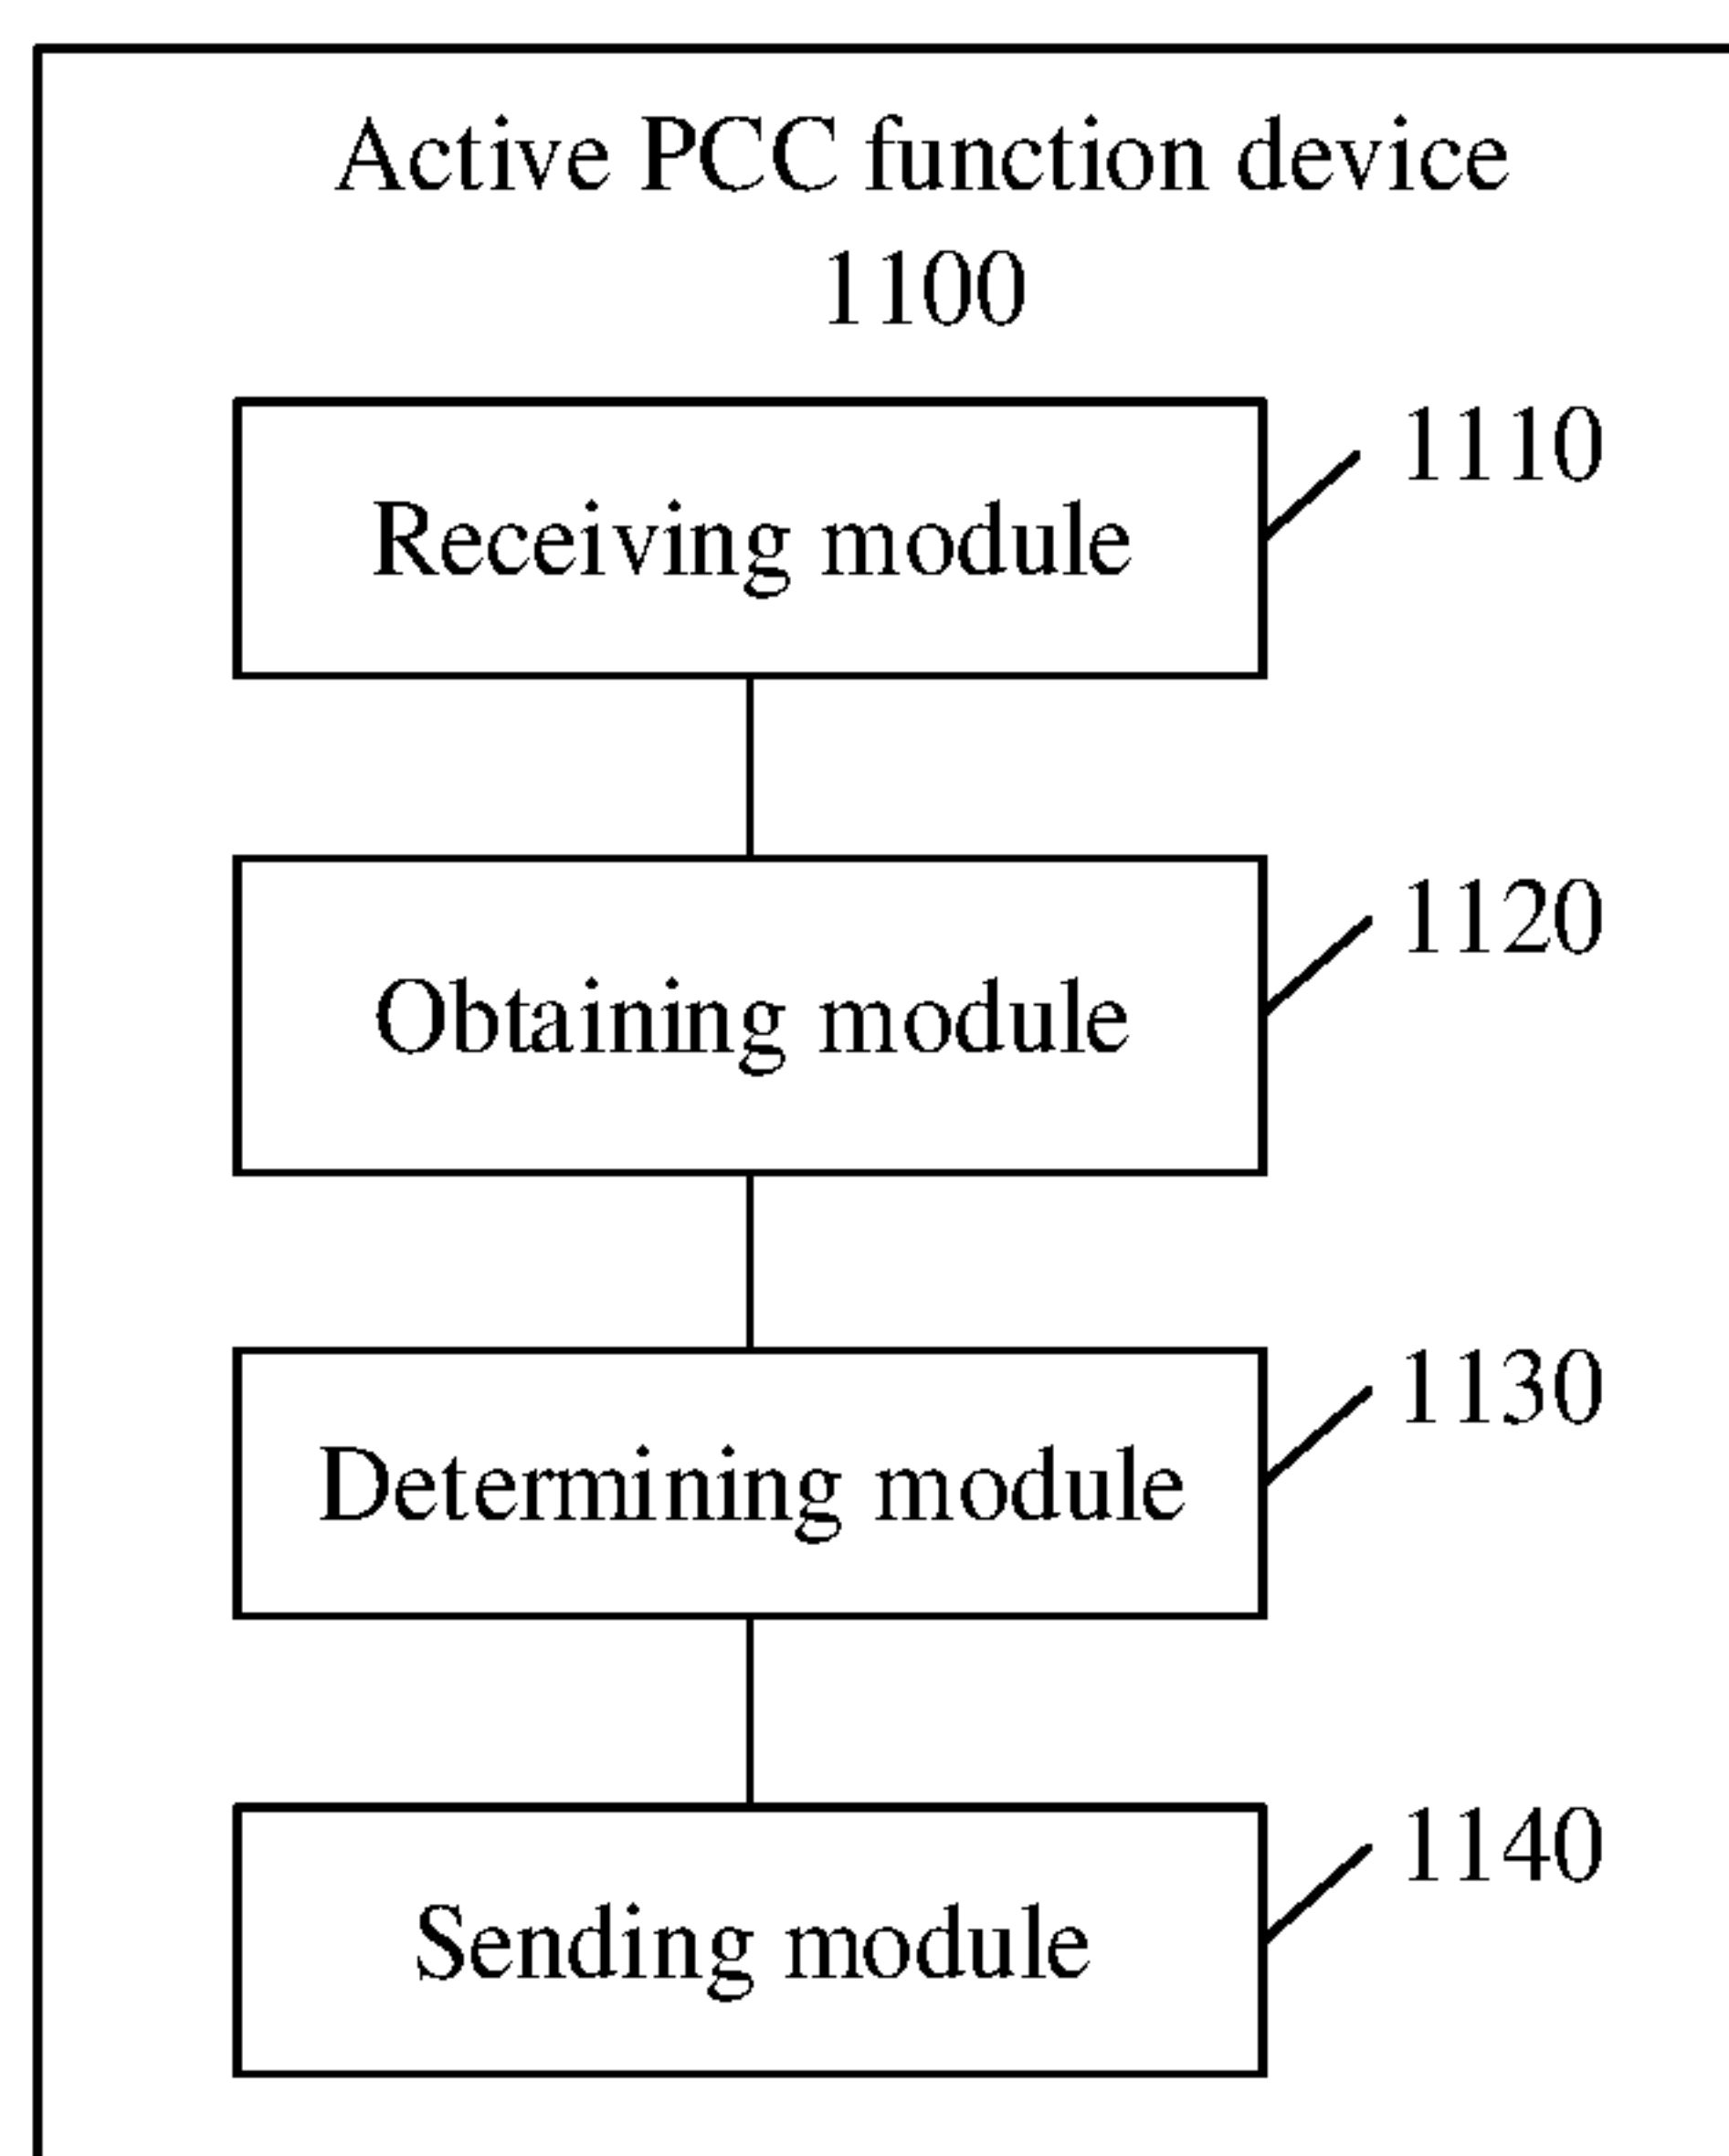 Active PCC function device
1100
Receiving module
1110
Obtaining module
1120
Determining module
1130
Sending module
1140